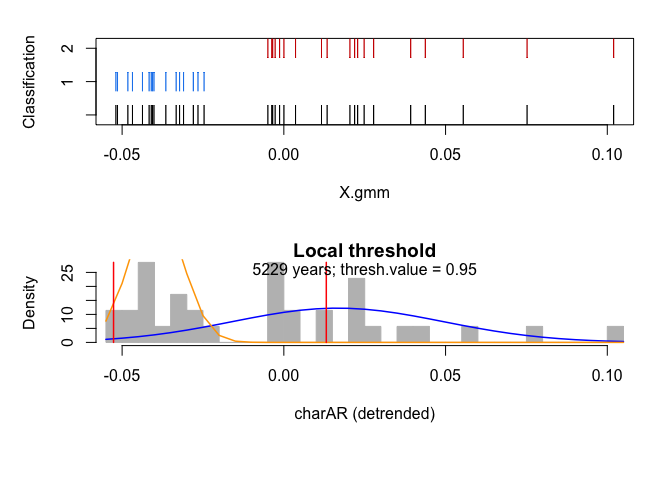 Classification
2
1
-0.05 0.00 0.05 0.10
X.gmm
Local threshold
5229 years; thresh.value = 0.95
Density
25
10
0
-0.05 0.00 0.05 0.10
charAR (detrended)